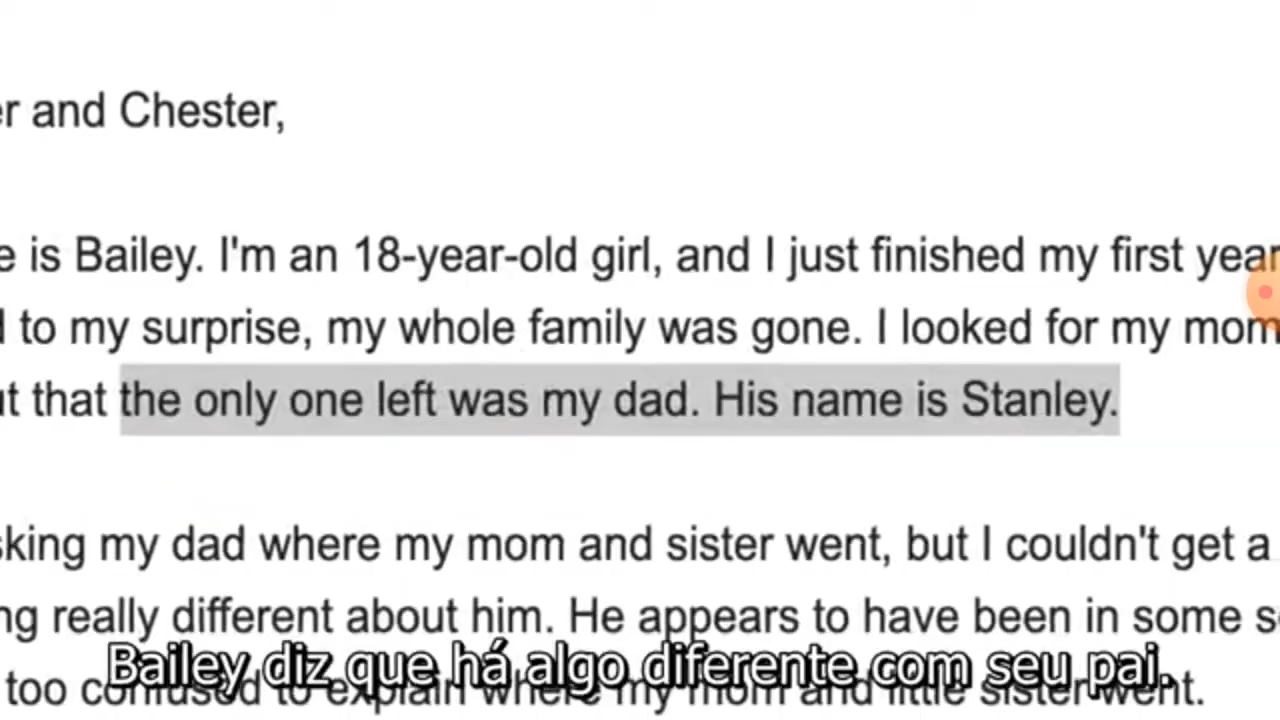 er and Chester,
e is Bailey. I'm an 18-year-old girl, and I just finished my first year
to my surprise, my whole family was gone. I looked for my mom
ut that the only one left was my dad. His name is Stanley.
sking my dad where my mom and sister went, but I couldn't get a
ng really different about him. He appears to have been in some s
too confused to explain where my mom and little sister went.
Bailey diz que há algo diferente com seu pai.